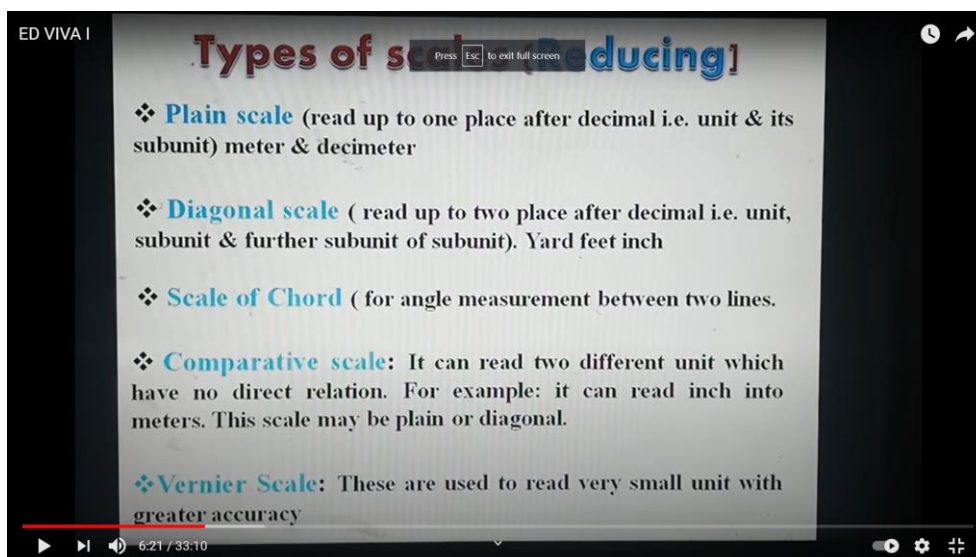 ED VIVA I
Types of scales [Reducing]
Press Esc to exit full screen
❖ Plain scale (read up to one place after decimal i.e. unit & its
subunit) meter & decimeter
❖ Diagonal scale ( read up to two place after decimal i.e. unit,
subunit & further subunit of subunit). Yard feet inch
❖ Scale of Chord ( for angle measurement between two lines.
❖ Comparative scale: It can read two different unit which
have no direct relation. For example: it can read inch into
meters. This scale may be plain or diagonal.
❖Vernier Scale: These are used to read very small unit with
greater accuracy
6:21 / 33:10